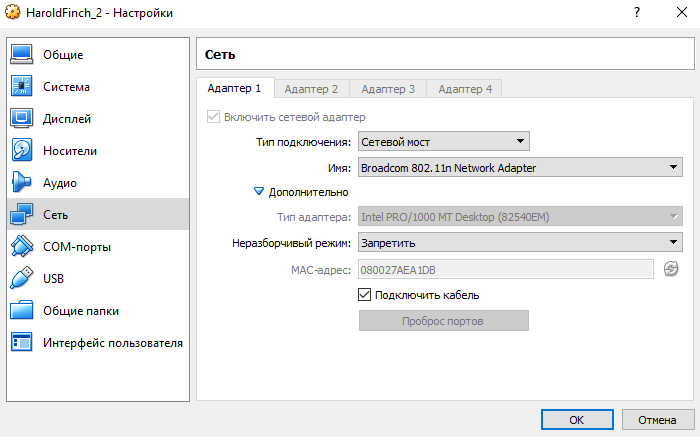 HaroldFinch_2 - Настройки
? ×
Общие
Система
Дисплей
Носители
Аудио
Сеть
COM-порты
USB
Общие папки
Интерфейс пользователя
Сеть
Адаптер 1 Адаптер 2 Адаптер 3 Адаптер 4
Включить сетевой адаптер
Тип подключения: Сетевой мост
Имя: Broadcom 802.11n Network Adapter
Дополнительно
Тип адаптера: Intel PRO/1000 MT Desktop (82540EM)
Неразборчивый режим: Запретить
MAC-адрес: 080027AEA1DB
Подключить кабель
Проброс портов
OK Отмена